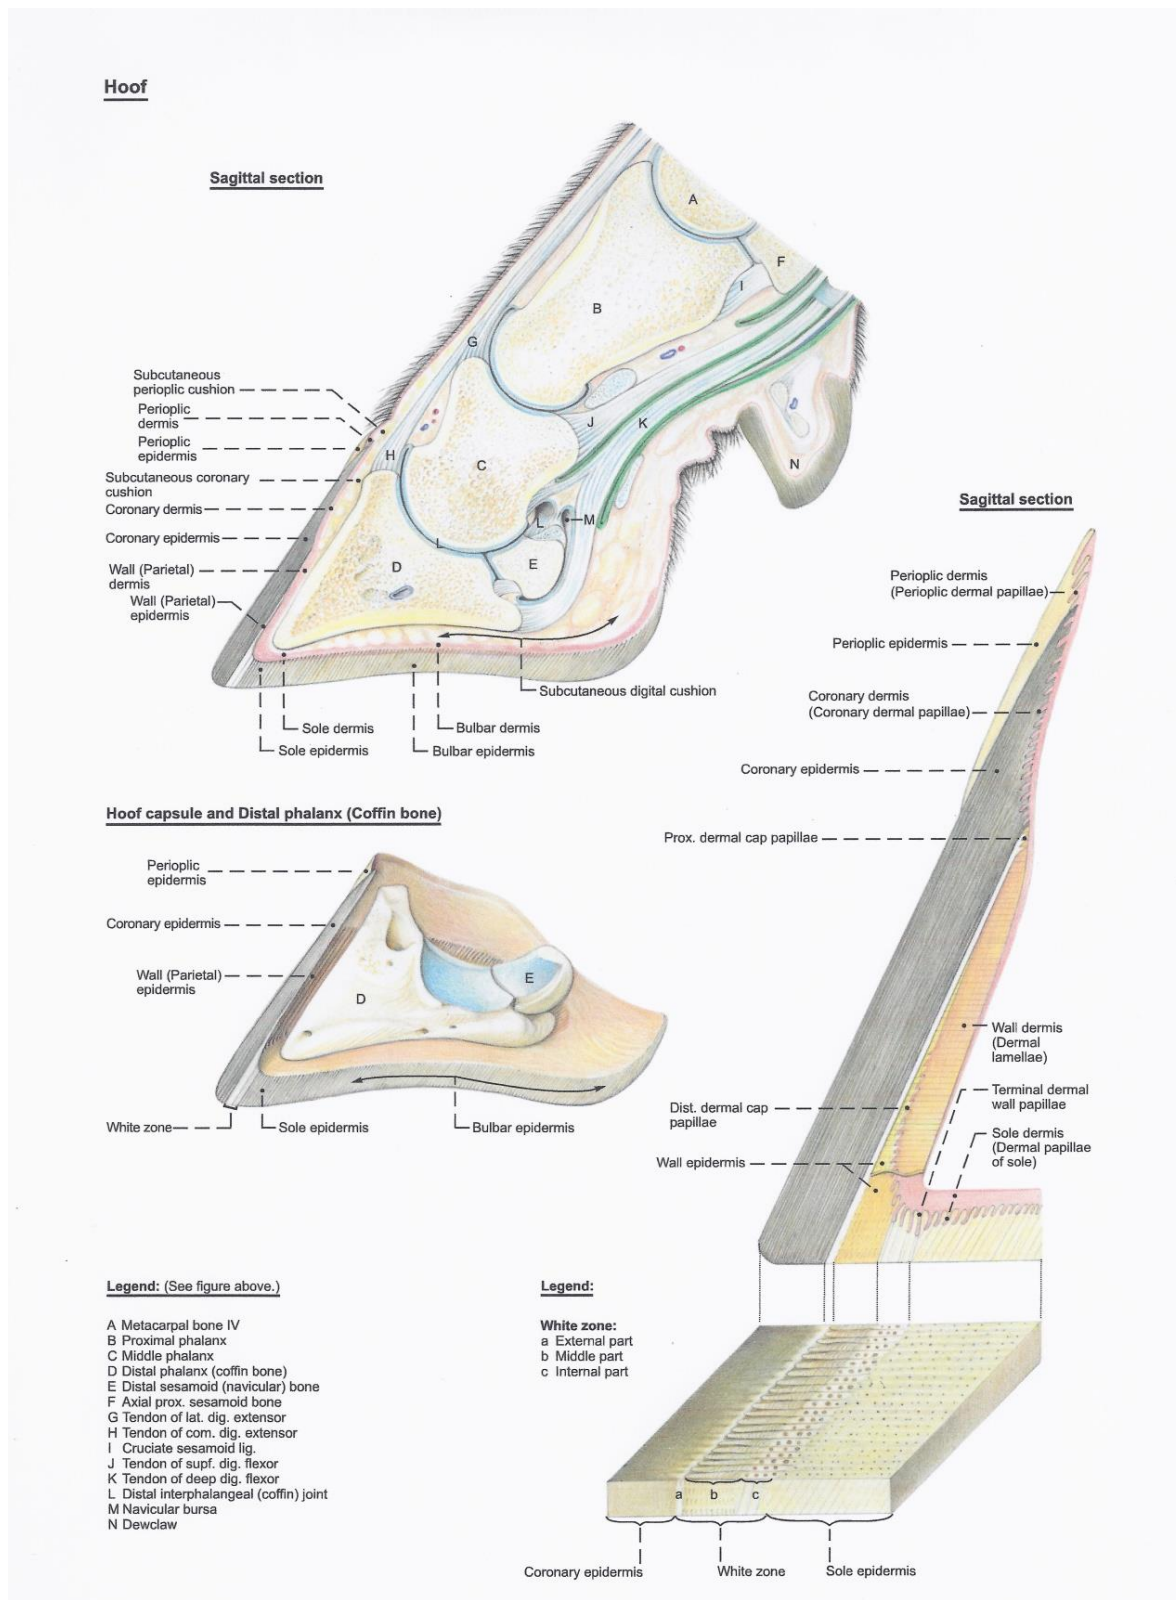 Hoof
Sagittal section
A
F
I
B
G
J
K
H
C
N
L
M
L
E
D
Subcutaneous
perioplic cushion
Perioplic
dermis
Perioplic
epidermis
Subcutaneous coronary
cushion
Coronary dermis
Coronary epidermis
Wall (Parietal)
dermis
Wall (Parietal)
epidermis
Subcutaneous digital cushion
Sole dermis
Bulbar dermis
Sole epidermis
Bulbar epidermis
Sagittal section
Perioplic dermis
(Perioplic dermal papillae)
Perioplic epidermis
Coronary dermis
(Coronary dermal papillae)
Coronary epidermis
Prox. dermal cap papillae
Wall dermis
(Dermal
lamellae)
Dist. dermal cap
papillae
Terminal dermal
wall papillae
Sole dermis
(Dermal papillae
of sole)
Wall epidermis
Hoof capsule and Distal phalanx (Coffin bone)
Perioplic
epidermis
Coronary epidermis
Wall (Parietal)
epidermis
D
E
White zone
Sole epidermis
Bulbar epidermis
Legend: (See figure above.)
A Metacarpal bone IV
B Proximal phalanx
C Middle phalanx
D Distal phalanx (coffin bone)
E Distal sesamoid (navicular) bone
F Axial prox. sesamoid bone
G Tendon of lat. dig. extensor
H Tendon of com. dig. extensor
I Cruciate sesamoid lig.
J Tendon of supf. dig. flexor
K Tendon of deep dig. flexor
L Distal interphalangeal (coffin) joint
M Navicular bursa
N Dewclaw
Legend:
White zone:
a External part
b Middle part
c Internal part
a
b
c
Coronary epidermis
White zone
Sole epidermis